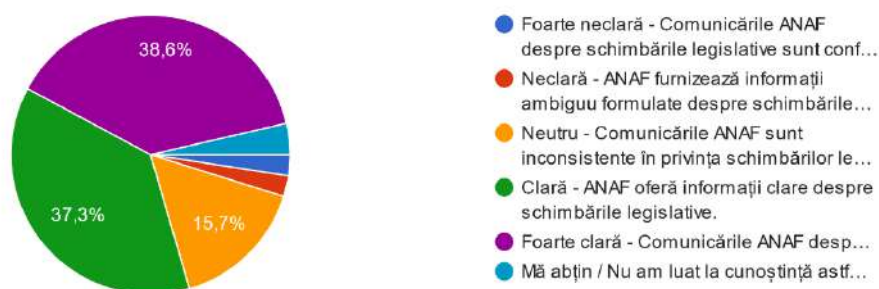 38,6%
37,3%
15,7%
Foarte neclară - Comunicările ANAF
despre schimbările legislative sunt conf…
Neclară - ANAF furnizează informații
ambiguu formulate despre schimbările…
Neutru - Comunicările ANAF sunt
inconsistente în privința schimbărilor le…
Clară - ANAF oferă informații clare despre
schimbările legislative.
Foarte clară - Comunicările ANAF desp…
Mă abțin / Nu am luat la cunoștință astf…